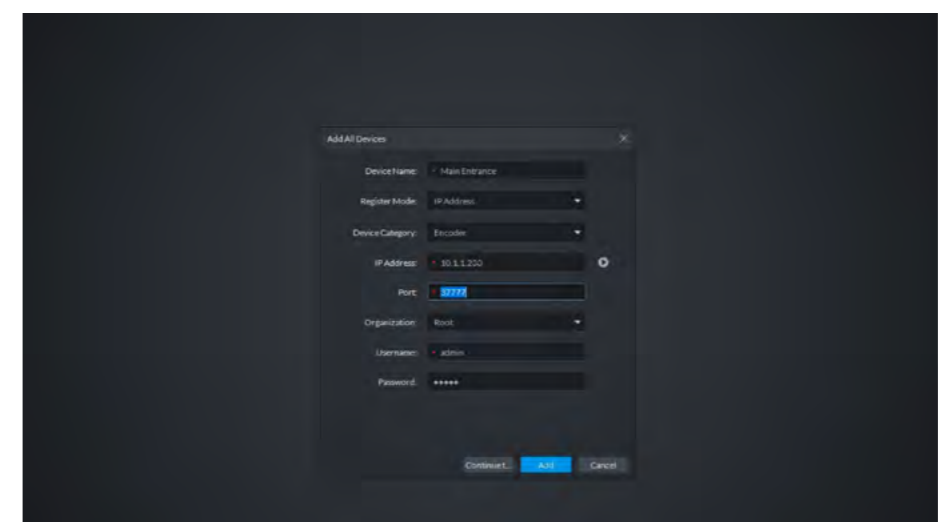 Add All Devices
Device Name: * Main Entrance
Register Mode: IP Address
Device Category: Encoder
IP Address: * 10.1.1.200
Port: * 37777
Organization: Root
Username: * admin
Password: •••••
Continue t... Add Cancel